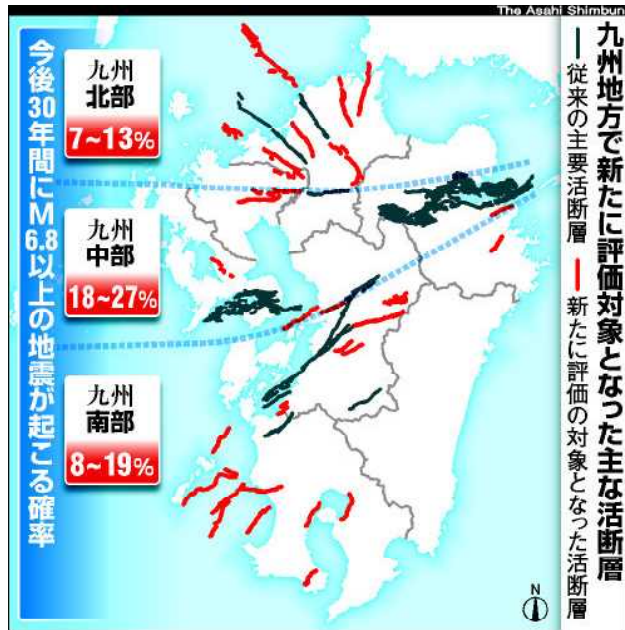 The Asahi Shimbun
九州地方で新たに評価対象となった主な活断層
従来の主要活断層
新たに評価の対象となった活断層
今後30年間にM6.8以上の地震が起こる確率
九州
北部
7~13%
九州
中部
18~27%
九州
南部
8~19%
N